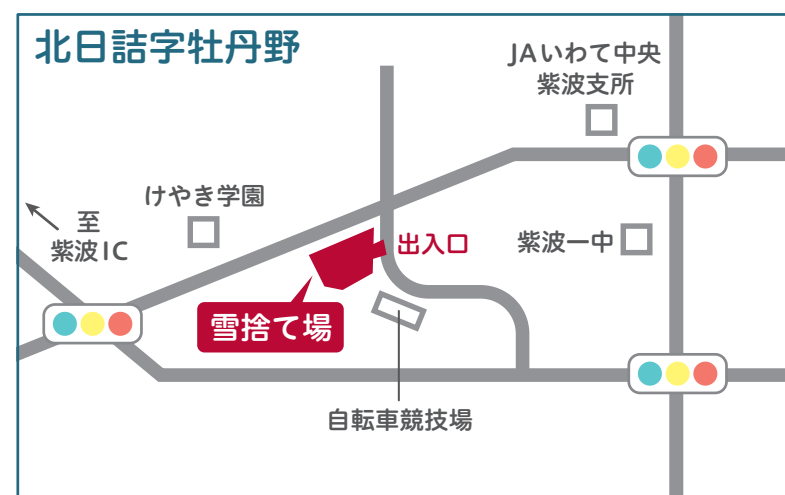 北日詰字牡丹野
JAいわて中央
紫波支所
けやき学園
至
紫波IC
出入口
紫波一中
雪捨て場
自転車競技場